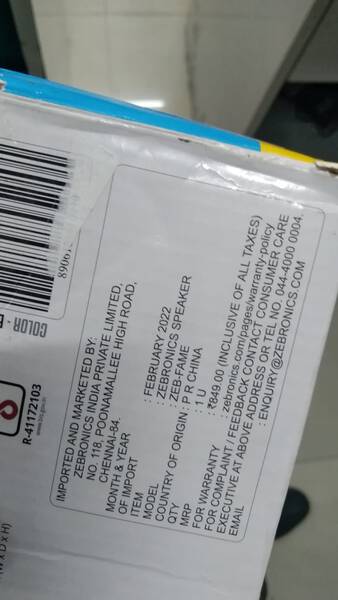 IMPORTED AND MARKETED BY:
ZEBRONICS INDIA PRIVATE LIMITED,
NO. 118, POONAMALLEE HIGH ROAD,
CHENNAI-84.
MONTH & YEAR
OF IMPORT : FEBRUARY 2022
ITEM : ZEBRONICS SPEAKER
MODEL : ZEB-FAME
COUNTRY OF ORIGIN : P R CHINA
QTY : 1 U
MRP : ₹849.00 (INCLUSIVE OF ALL TAXES)
FOR WARRANTY : zebronics.com/pages/warranty-policy
FOR COMPLAINT / FEEDBACK CONTACT CONSUMER CARE
EXECUTIVE AT ABOVE ADDRESS OR TEL NO. 044-4000 0004.
EMAIL : ENQUIRY@ZEBRONICS.COM
89061
COLOR -
R-41172103
W x D x H)